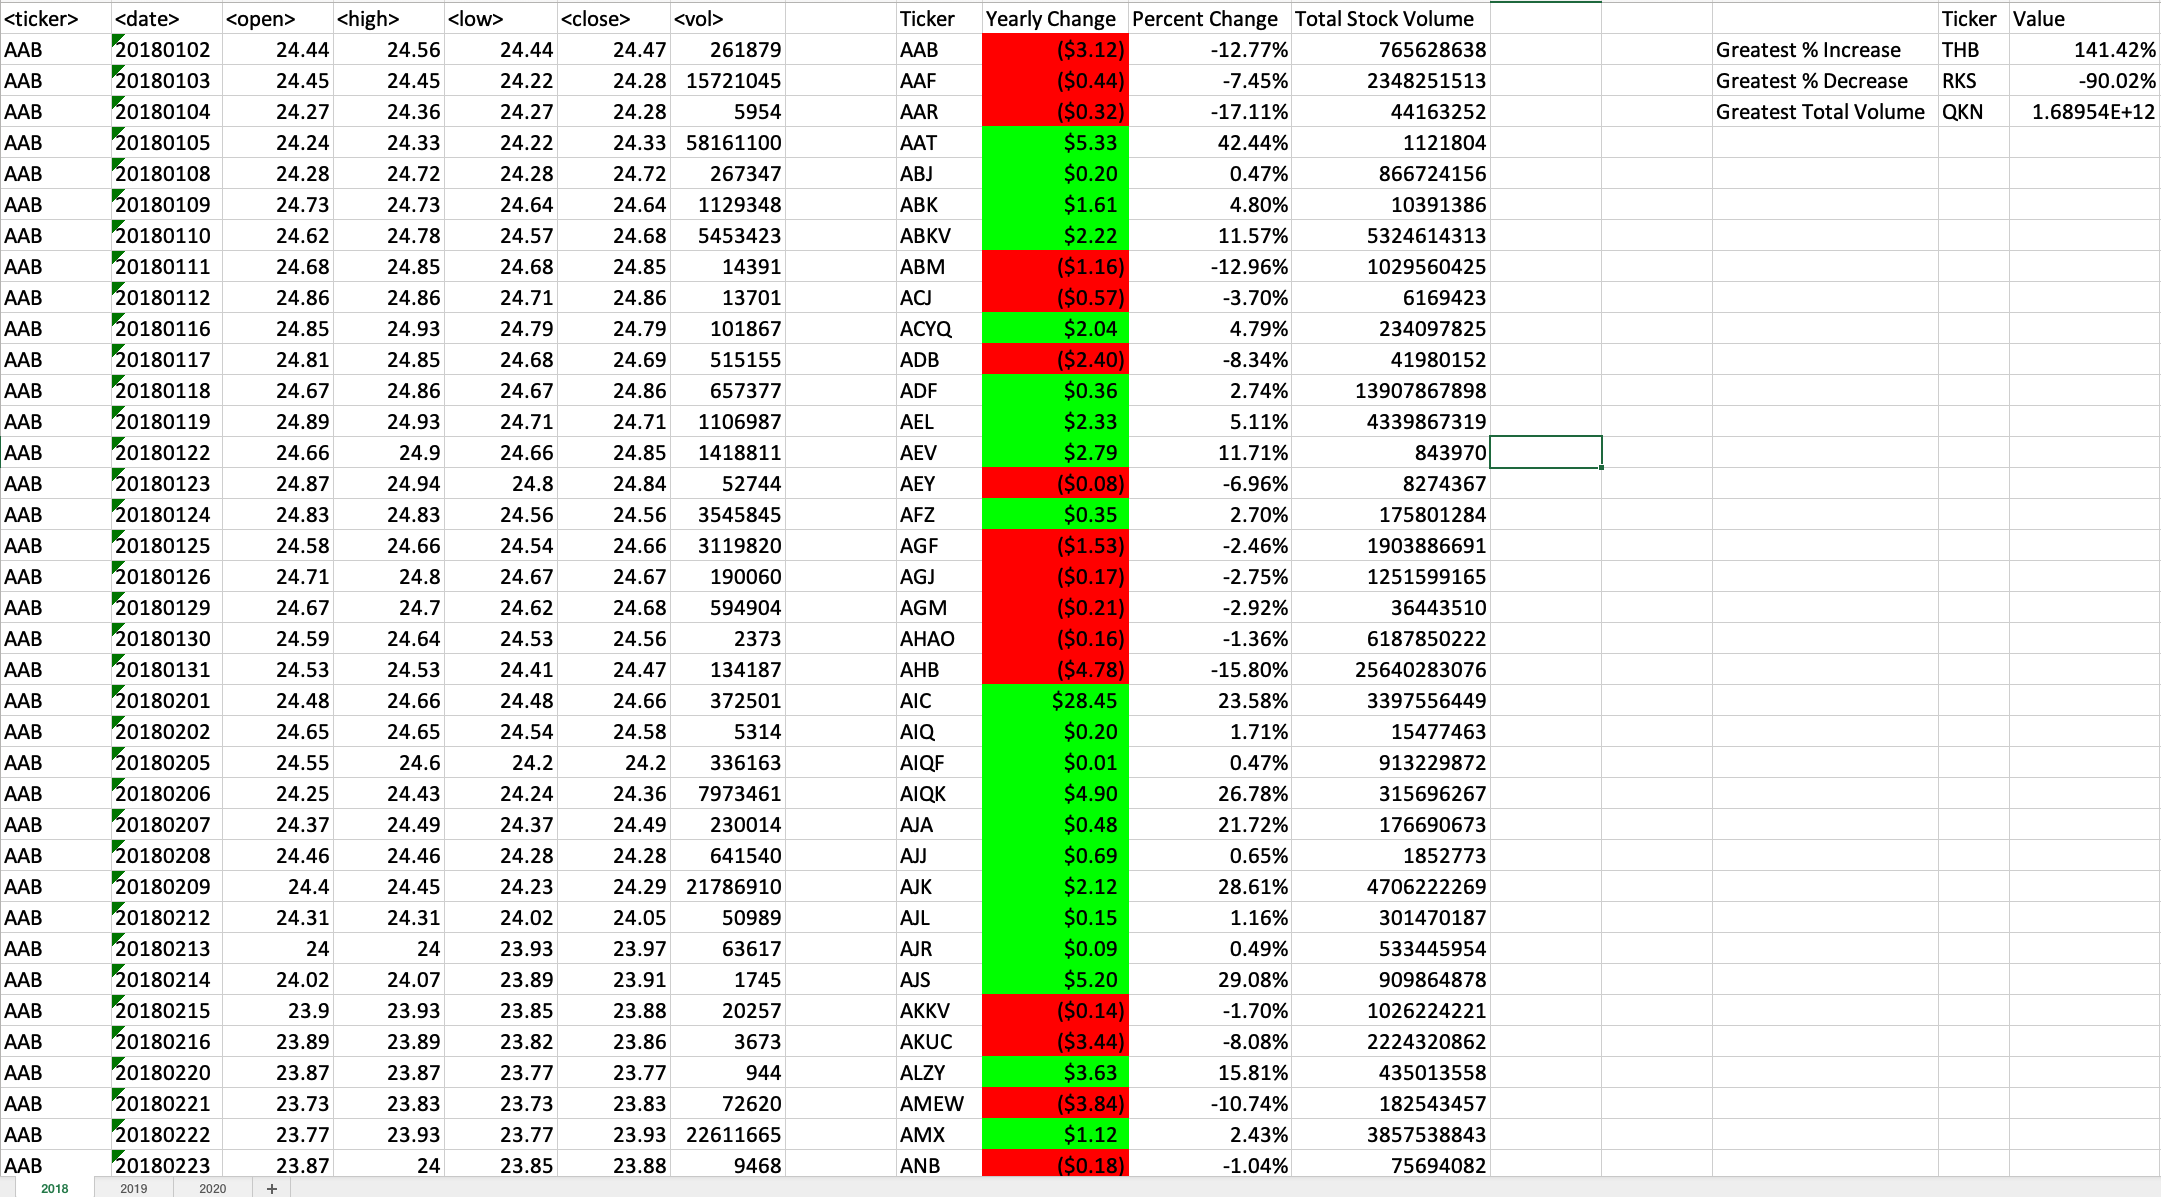 <ticker> <date> <open> <high> <low> <close> <vol> Ticker Yearly Change Percent Change Total Stock Volume Ticker Value
AAB 20180102 24.44 24.56 24.44 24.47 261879 AAB ($3.12) -12.77% 765628638 Greatest % Increase THB 141.42%
AAB 20180103 24.45 24.45 24.22 24.28 15721045 AAF ($0.44) -7.45% 2348251513 Greatest % Decrease RKS -90.02%
AAB 20180104 24.27 24.36 24.27 24.28 5954 AAR ($0.32) -17.11% 44163252 Greatest Total Volume QKN 1.68954E+12
AAB 20180105 24.24 24.33 24.22 24.33 58161100 AAT $5.33 42.44% 1121804
AAB 20180108 24.28 24.72 24.28 24.72 267347 ABJ $0.20 0.47% 866724156
AAB 20180109 24.73 24.73 24.64 24.64 1129348 ABK $1.61 4.80% 10391386
AAB 20180110 24.62 24.78 24.57 24.68 5453423 ABKV $2.22 11.57% 5324614313
AAB 20180111 24.68 24.85 24.68 24.85 14391 ABM ($1.16) -12.96% 1029560425
AAB 20180112 24.86 24.86 24.71 24.86 13701 ACJ ($0.57) -3.70% 6169423
AAB 20180116 24.85 24.93 24.79 24.79 101867 ACYQ $2.04 4.79% 234097825
AAB 20180117 24.81 24.85 24.68 24.69 515155 ADB ($2.40) -8.34% 41980152
AAB 20180118 24.67 24.86 24.67 24.86 657377 ADF $0.36 2.74% 13907867898
AAB 20180119 24.89 24.93 24.71 24.71 1106987 AEL $2.33 5.11% 4339867319
AAB 20180122 24.66 24.9 24.66 24.85 1418811 AEV $2.79 11.71% 843970
AAB 20180123 24.87 24.94 24.8 24.84 52744 AEY ($0.08) -6.96% 8274367
AAB 20180124 24.83 24.83 24.56 24.56 3545845 AFZ $0.35 2.70% 175801284
AAB 20180125 24.58 24.66 24.54 24.66 3119820 AGF ($1.53) -2.46% 1903886691
AAB 20180126 24.71 24.8 24.67 24.67 190060 AGJ ($0.17) -2.75% 1251599165
AAB 20180129 24.67 24.7 24.62 24.68 594904 AGM ($0.21) -2.92% 36443510
AAB 20180130 24.59 24.64 24.53 24.56 2373 AHAO ($0.16) -1.36% 6187850222
AAB 20180131 24.53 24.53 24.41 24.47 134187 AHB ($4.78) -15.80% 25640283076
AAB 20180201 24.48 24.66 24.48 24.66 372501 AIC $28.45 23.58% 3397556449
AAB 20180202 24.65 24.65 24.54 24.58 5314 AIQ $0.20 1.71% 15477463
AAB 20180205 24.55 24.6 24.2 24.2 336163 AIQF $0.01 0.47% 913229872
AAB 20180206 24.25 24.43 24.24 24.36 7973461 AIQK $4.90 26.78% 315696267
AAB 20180207 24.37 24.49 24.37 24.49 230014 AJA $0.48 21.72% 176690673
AAB 20180208 24.46 24.46 24.28 24.28 641540 AJJ $0.69 0.65% 1852773
AAB 20180209 24.4 24.45 24.23 24.29 21786910 AJK $2.12 28.61% 4706222269
AAB 20180212 24.31 24.31 24.02 24.05 50989 AJL $0.15 1.16% 301470187
AAB 20180213 24 24 23.93 23.97 63617 AJR $0.09 0.49% 533445954
AAB 20180214 24.02 24.07 23.89 23.91 1745 AJS $5.20 29.08% 909864878
AAB 20180215 23.9 23.93 23.85 23.88 20257 AKKV ($0.14) -1.70% 1026224221
AAB 20180216 23.89 23.89 23.82 23.86 3673 AKUC ($3.44) -8.08% 2224320862
AAB 20180220 23.87 23.87 23.77 23.77 944 ALZY $3.63 15.81% 435013558
AAB 20180221 23.73 23.83 23.73 23.83 72620 AMEW ($3.84) -10.74% 182543457
AAB 20180222 23.77 23.93 23.77 23.93 22611665 AMX $1.12 2.43% 3857538843
AAB 20180223 23.87 24 23.85 23.88 9468 ANB ($0.18) -1.04% 75694082
2018 2019 2020 +